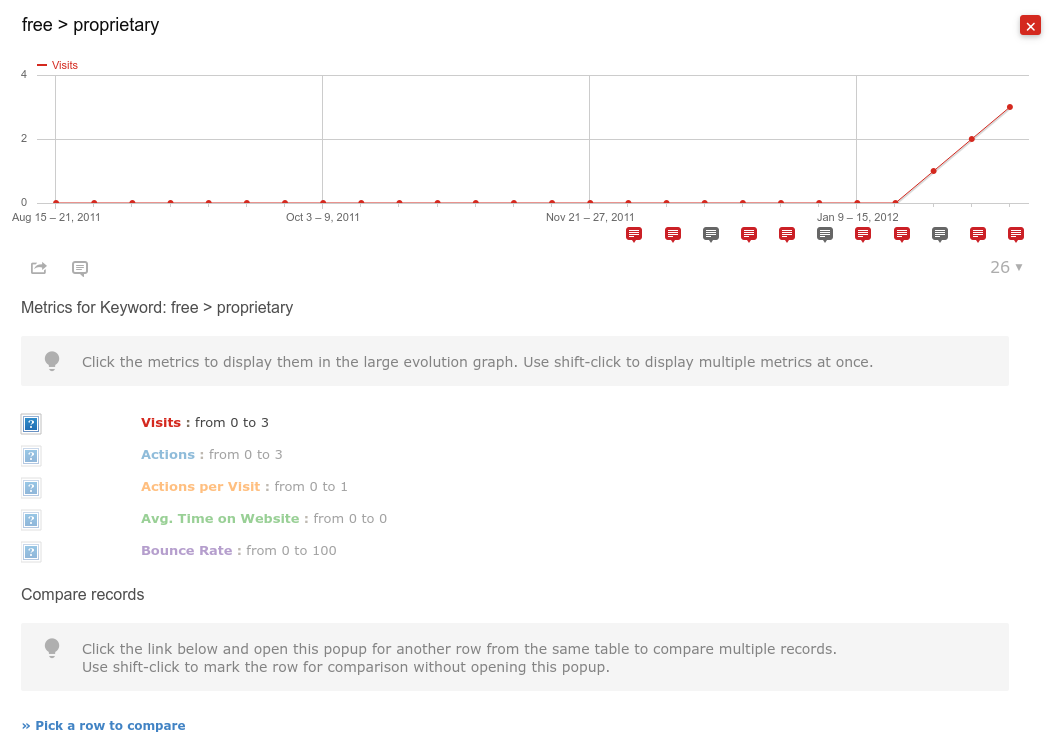 free > proprietary
Visits
4
2
0
Aug 15 – 21, 2011 Oct 3 – 9, 2011 Nov 21 – 27, 2011 Jan 9 – 15, 2012
26 ▼
Metrics for Keyword: free > proprietary
Click the metrics to display them in the large evolution graph. Use shift-click to display multiple metrics at once.
Visits : from 0 to 3
Actions : from 0 to 3
Actions per Visit : from 0 to 1
Avg. Time on Website : from 0 to 0
Bounce Rate : from 0 to 100
Compare records
Click the link below and open this popup for another row from the same table to compare multiple records.
Use shift-click to mark the row for comparison without opening this popup.
» Pick a row to compare